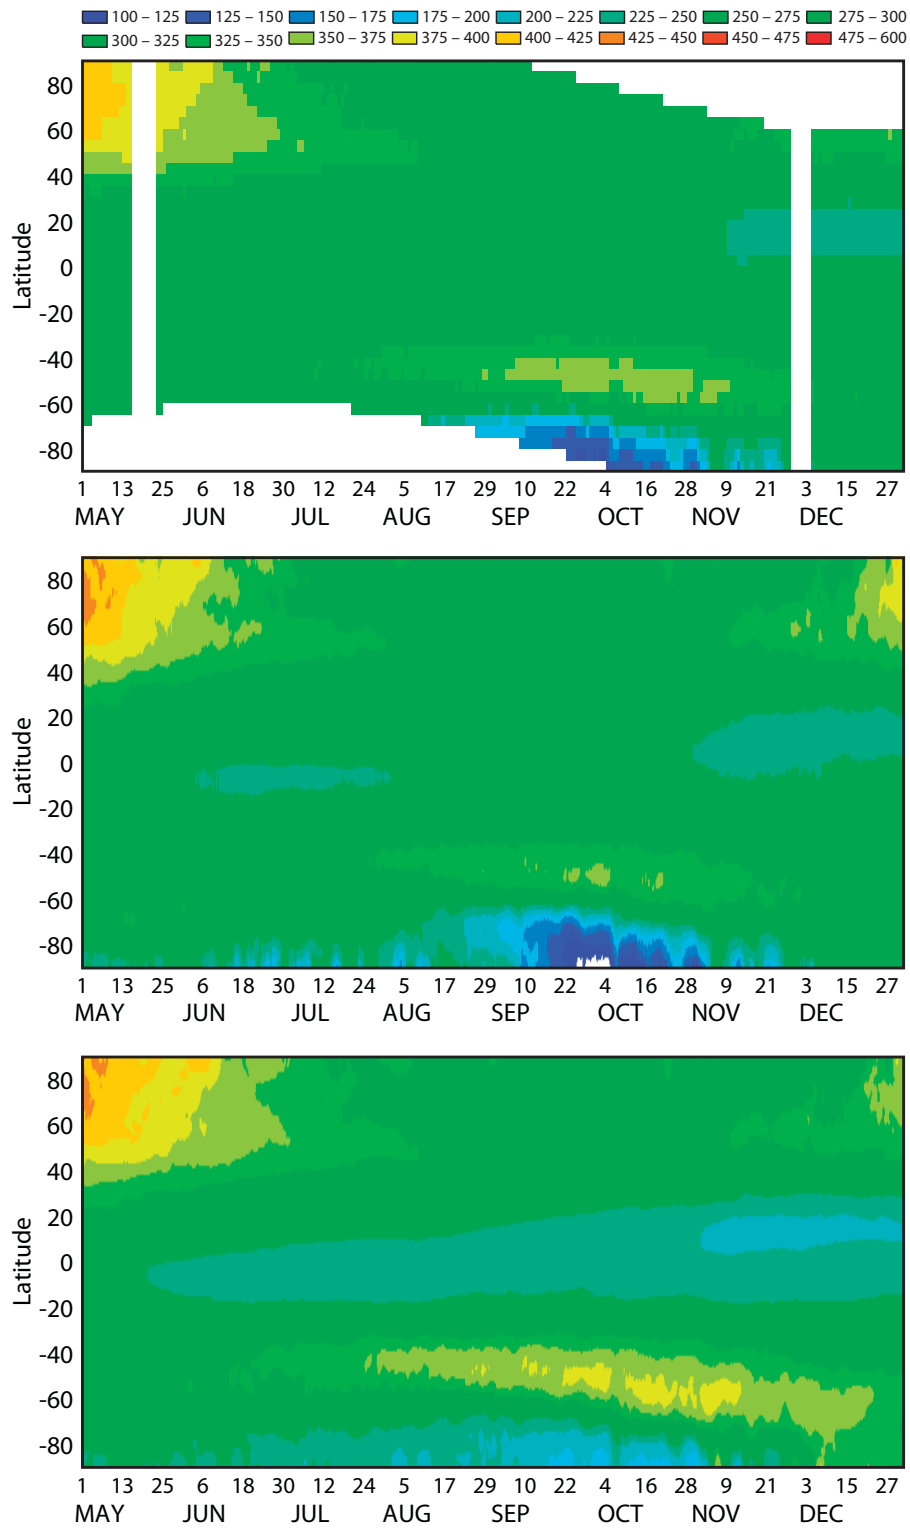 100 – 125 125 – 150 150 – 175 175 – 200 200 – 225 225 – 250 250 – 275 275 – 300
300 – 325 325 – 350 350 – 375 375 – 400 400 – 425 425 – 450 450 – 475 475 – 600
80
60
40
20
0
-20
-40
-60
-80
Latitude
1 13 25 6 18 30 12 24 5 17 29 10 22 4 16 28 9 21 3 15 27
MAY JUN JUL AUG SEP OCT NOV DEC
80
60
40
20
0
-20
-40
-60
-80
Latitude
1 13 25 6 18 30 12 24 5 17 29 10 22 4 16 28 9 21 3 15 27
MAY JUN JUL AUG SEP OCT NOV DEC
80
60
40
20
0
-20
-40
-60
-80
Latitude
1 13 25 6 18 30 12 24 5 17 29 10 22 4 16 28 9 21 3 15 27
MAY JUN JUL AUG SEP OCT NOV DEC